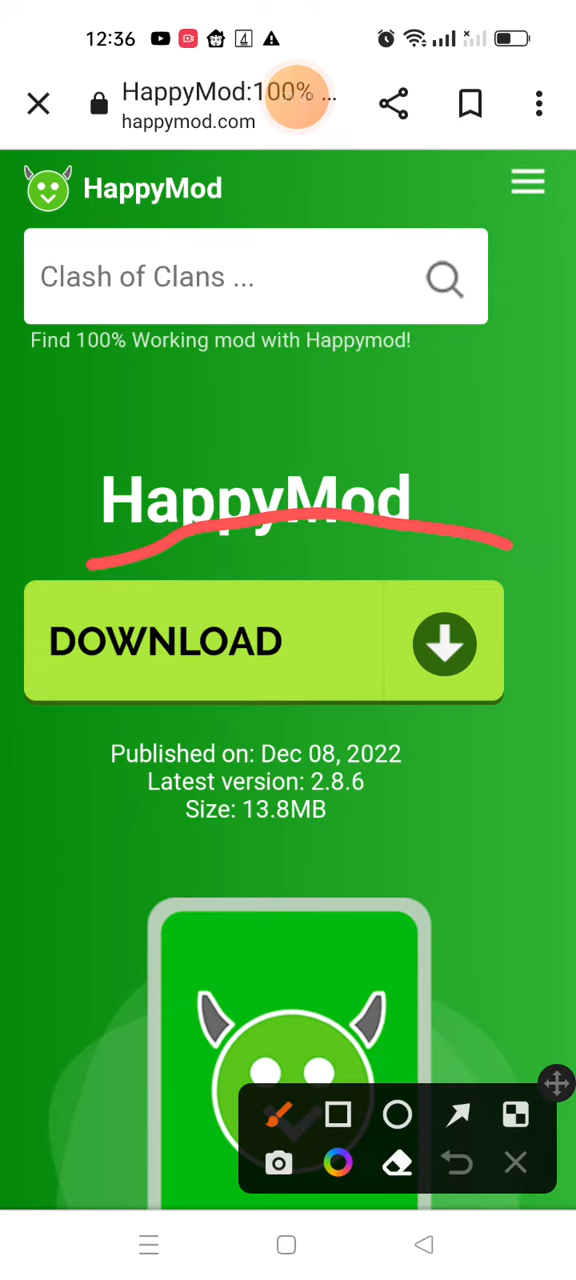 12:36
HappyMod:100% ...
happymod.com
HappyMod
Clash of Clans ...
Find 100% Working mod with Happymod!
HappyMod
DOWNLOAD
Published on: Dec 08, 2022
Latest version: 2.8.6
Size: 13.8MB